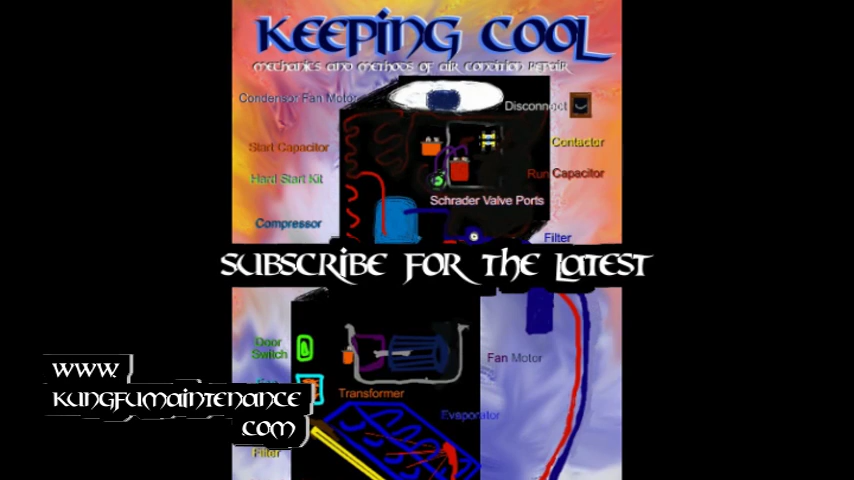 KEEPING COOL
mechanics and methods of air condition repair
Condensor Fan Motor
Disconnect
Start Capacitor
Contactor
Hard Start Kit
Run Capacitor
Schrader Valve Ports
Compressor
Filter
SUBSCRIBE FOR THE LATEST
Door
Switch
Fan Motor
www.
kungfumaintenance
.com
Transformer
Evaporator
Filter